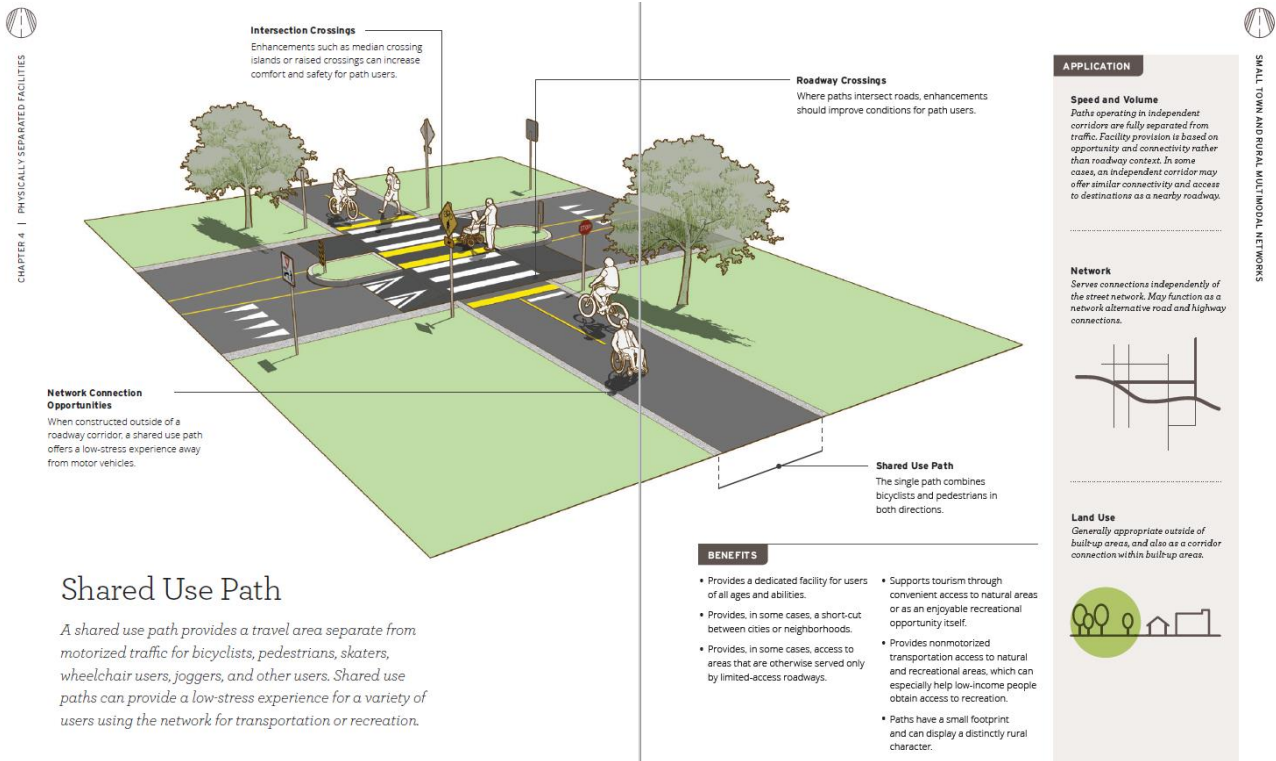 CHAPTER 4 | PHYSICALLY SEPARATED FACILITIES
Intersection Crossings
Enhancements such as median crossing
islands or raised crossings can increase
comfort and safety for path users.
Roadway Crossings
Where paths intersect roads, enhancements
should improve conditions for path users.
STOP
Network Connection
Opportunities
When constructed outside of a
roadway corridor, a shared use path
offers a low-stress experience away
from motor vehicles.
Shared Use Path
The single path combines
bicyclists and pedestrians in
both directions.
Shared Use Path
A shared use path provides a travel area separate from
motorized traffic for bicyclists, pedestrians, skaters,
wheelchair users, joggers, and other users. Shared use
paths can provide a low-stress experience for a variety of
users using the network for transportation or recreation.
BENEFITS
• Provides a dedicated facility for users
of all ages and abilities.
• Provides, in some cases, a short-cut
between cities or neighborhoods.
• Provides, in some cases, access to
areas that are otherwise served only
by limited-access roadways.
• Supports tourism through
convenient access to natural areas
or as an enjoyable recreational
opportunity itself.
• Provides nonmotorized
transportation access to natural
and recreational areas, which can
especially help low-income people
obtain access to recreation.
• Paths have a small footprint
and can display a distinctly rural
character.
APPLICATION
Speed and Volume
Paths operating in independent
corridors are fully separated from
traffic. Facility provision is based on
opportunity and connectivity rather
than roadway context. In some
cases, an independent corridor may
offer similar connectivity and access
to destinations as a nearby roadway.
Network
Serves connections independently of
the street network. May function as a
network alternative road and highway
connections.
Land Use
Generally appropriate outside of
built-up areas, and also as a corridor
connection within built-up areas.
SMALL TOWN AND RURAL MULTIMODAL NETWORKS